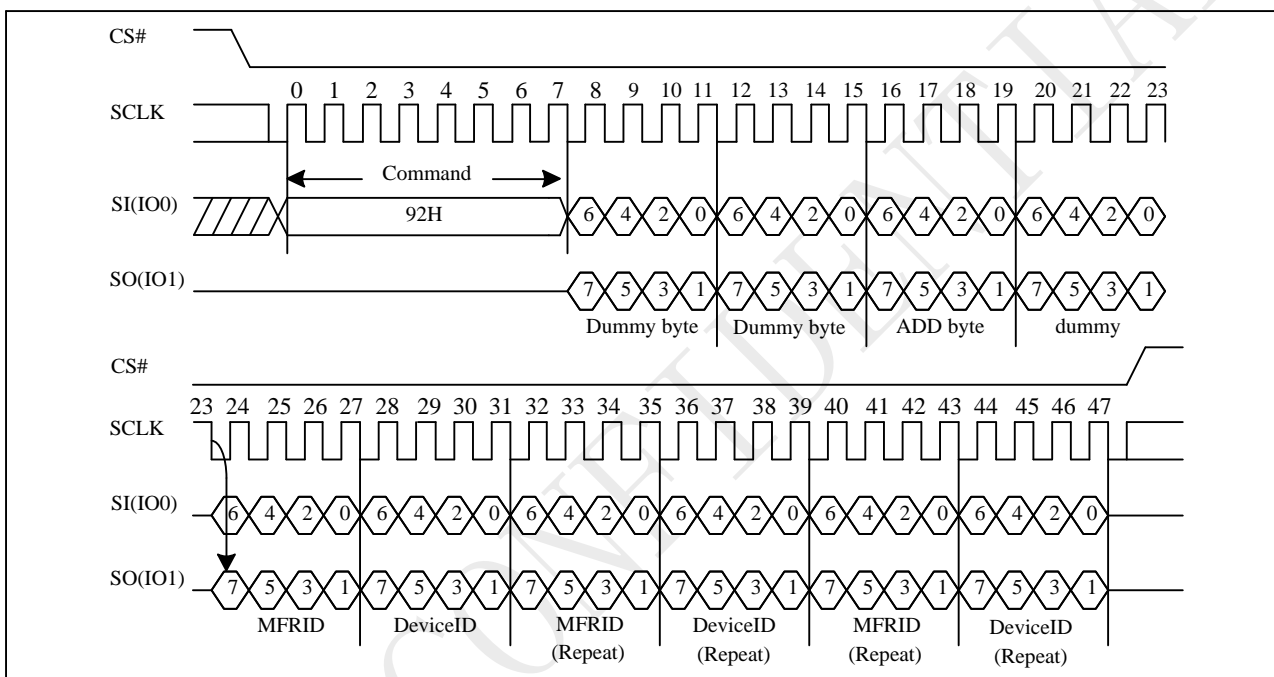 CS#
0 1 2 3 4 5 6 7 8 9 10 11 12 13 14 15 16 17 18 19 20 21 22 23
SCLK
Command
SI(IO0)
92H 6 4 2 0 6 4 2 0 6 4 2 0 6 4 2 0
SO(IO1)
7 5 3 1 7 5 3 1 7 5 3 1 7 5 3 1
Dummy byte Dummy byte ADD byte dummy
CS#
23 24 25 26 27 28 29 30 31 32 33 34 35 36 37 38 39 40 41 42 43 44 45 46 47
SCLK
SI(IO0) 6 4 2 0 6 4 2 0 6 4 2 0 6 4 2 0 6 4 2 0 6 4 2 0
SO(IO1) 7 5 3 1 7 5 3 1 7 5 3 1 7 5 3 1 7 5 3 1 7 5 3 1
MFRID DeviceID MFRID DeviceID MFRID DeviceID
(Repeat) (Repeat) (Repeat) (Repeat)
CONFIDENTIA